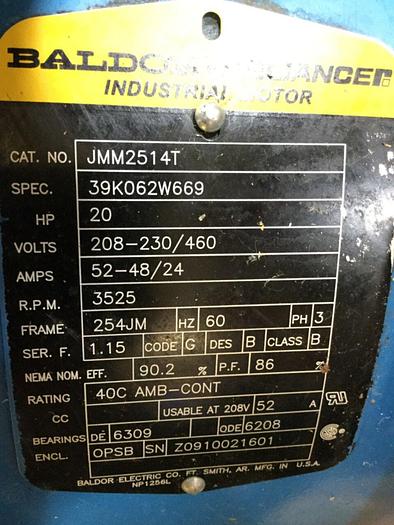 BALDOR RELIANCER
INDUSTRIAL MOTOR
CAT. NO. JMM2514T
SPEC. 39K062W669
HP 20
VOLTS 208-230/460
AMPS 52-48/24
R.P.M. 3525
FRAME 254JM HZ 60 PH 3
SER. F. 1.15 CODE G DES B CLASS B
NEMA NOM. EFF. 90.2 % P.F. 86 %
RATING 40C AMB-CONT
CC USABLE AT 208V 52 A
BEARINGS DE 6309 ODE 6208
ENCL. OPSB SN Z0910021601
BALDOR ELECTRIC CO. FT. SMITH, AR. MFG. IN U.S.A.
NP1256L